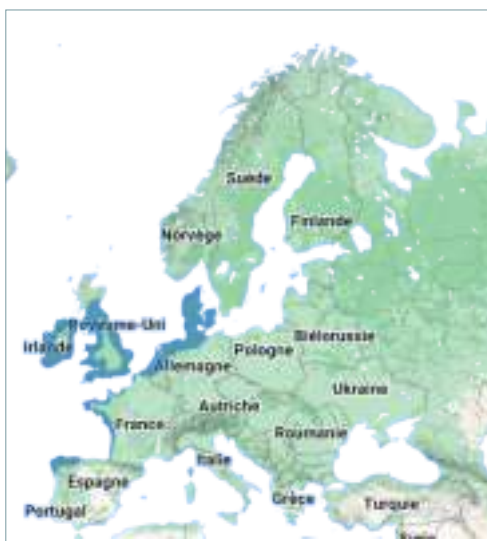 Suède
Finlande
Norvège
Royaume-Uni
Irlande
Biélorussie
Pologne
Allemagne
Ukraine
Autriche
France
Roumanie
Italie
Espagne
Grèce
Turquie
Portugal